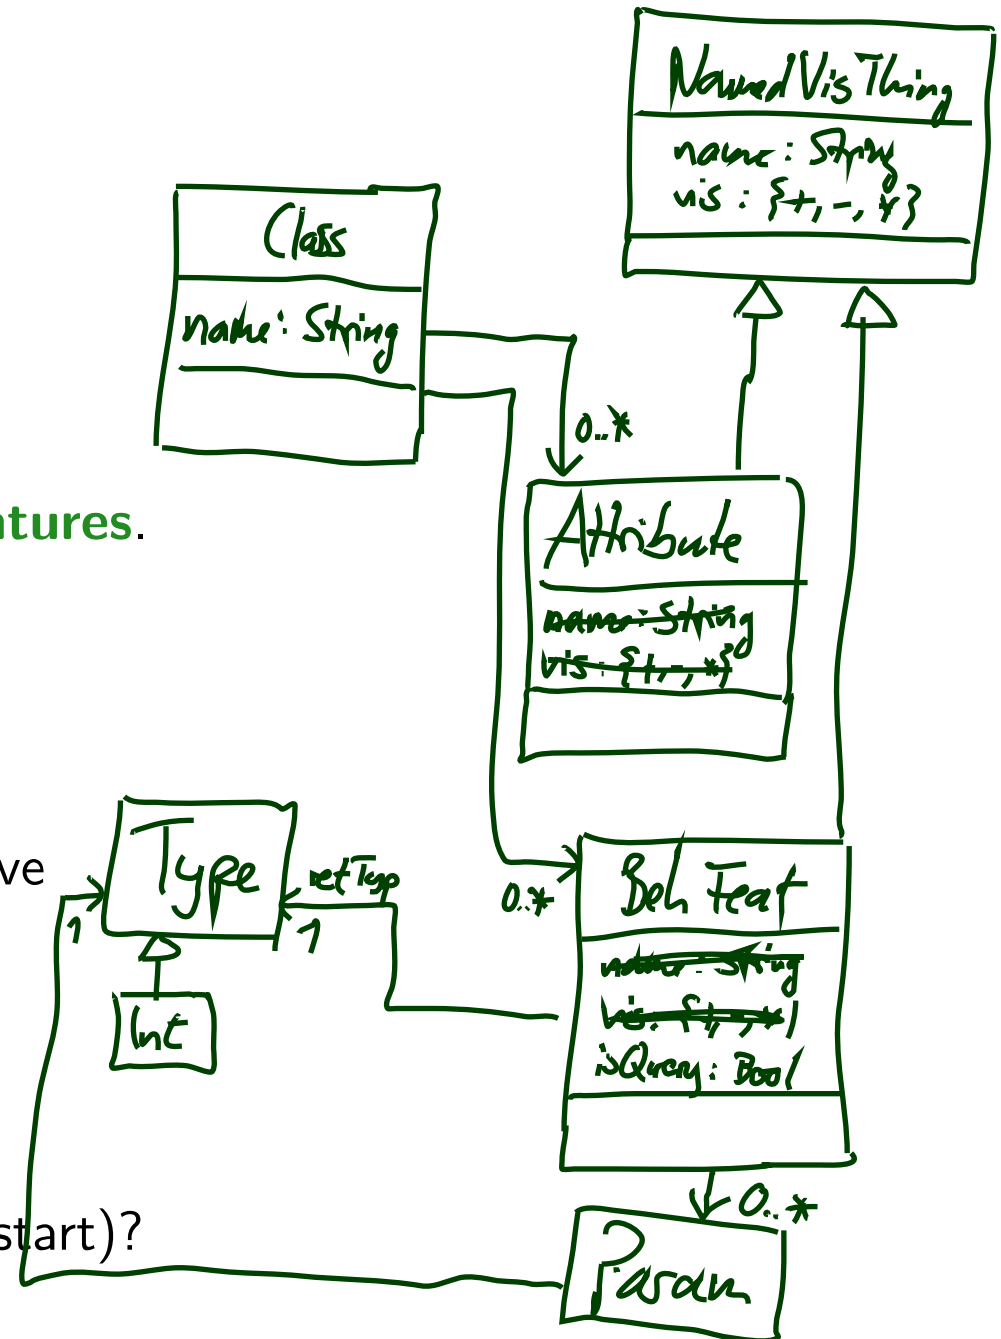 NamedVisThing
name : String
vis : {+, -, #}
Class
name : String
0..*
tures.
Attribute
name : String
vis : {+, -, #}
ve
Type
retTyp
1
1
0..*
Beh Feat
name : String
vis : {+, -, #}
isQuery : Bool
Int
start)?
0..*
Param